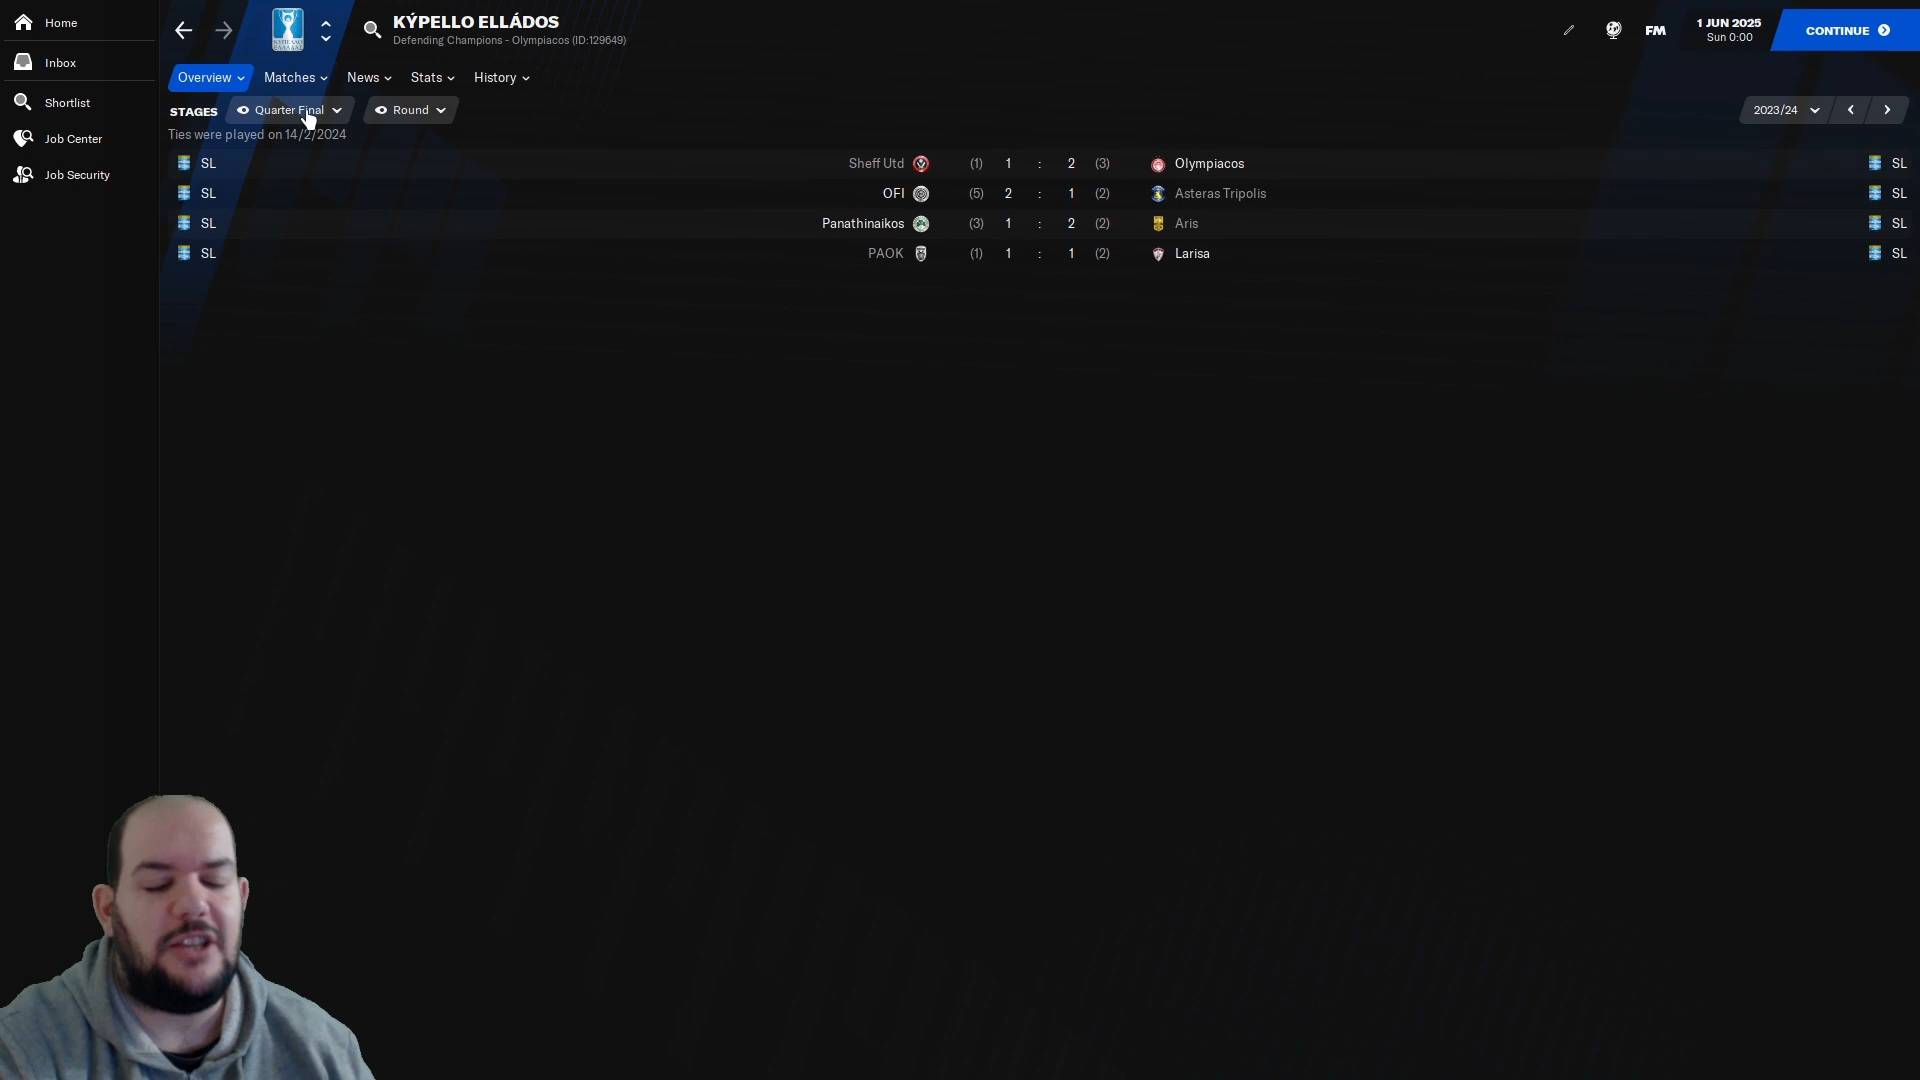 Home
Inbox
Shortlist
Job Center
Job Security
KÝPELLO ELLÁDOS
Defending Champions - Olympiacos (ID:129649)
FM
1 JUN 2025
Sun 0:00
CONTINUE
Overview Matches News Stats History
STAGES Quarter Final Round 2023/24
Ties were played on 14/2/2024
SL Sheff Utd (1) 1 : 2 (3) Olympiacos SL
SL OFI (5) 2 : 1 (2) Asteras Tripolis SL
SL Panathinaikos (3) 1 : 2 (2) Aris SL
SL PAOK (1) 1 : 1 (2) Larisa SL